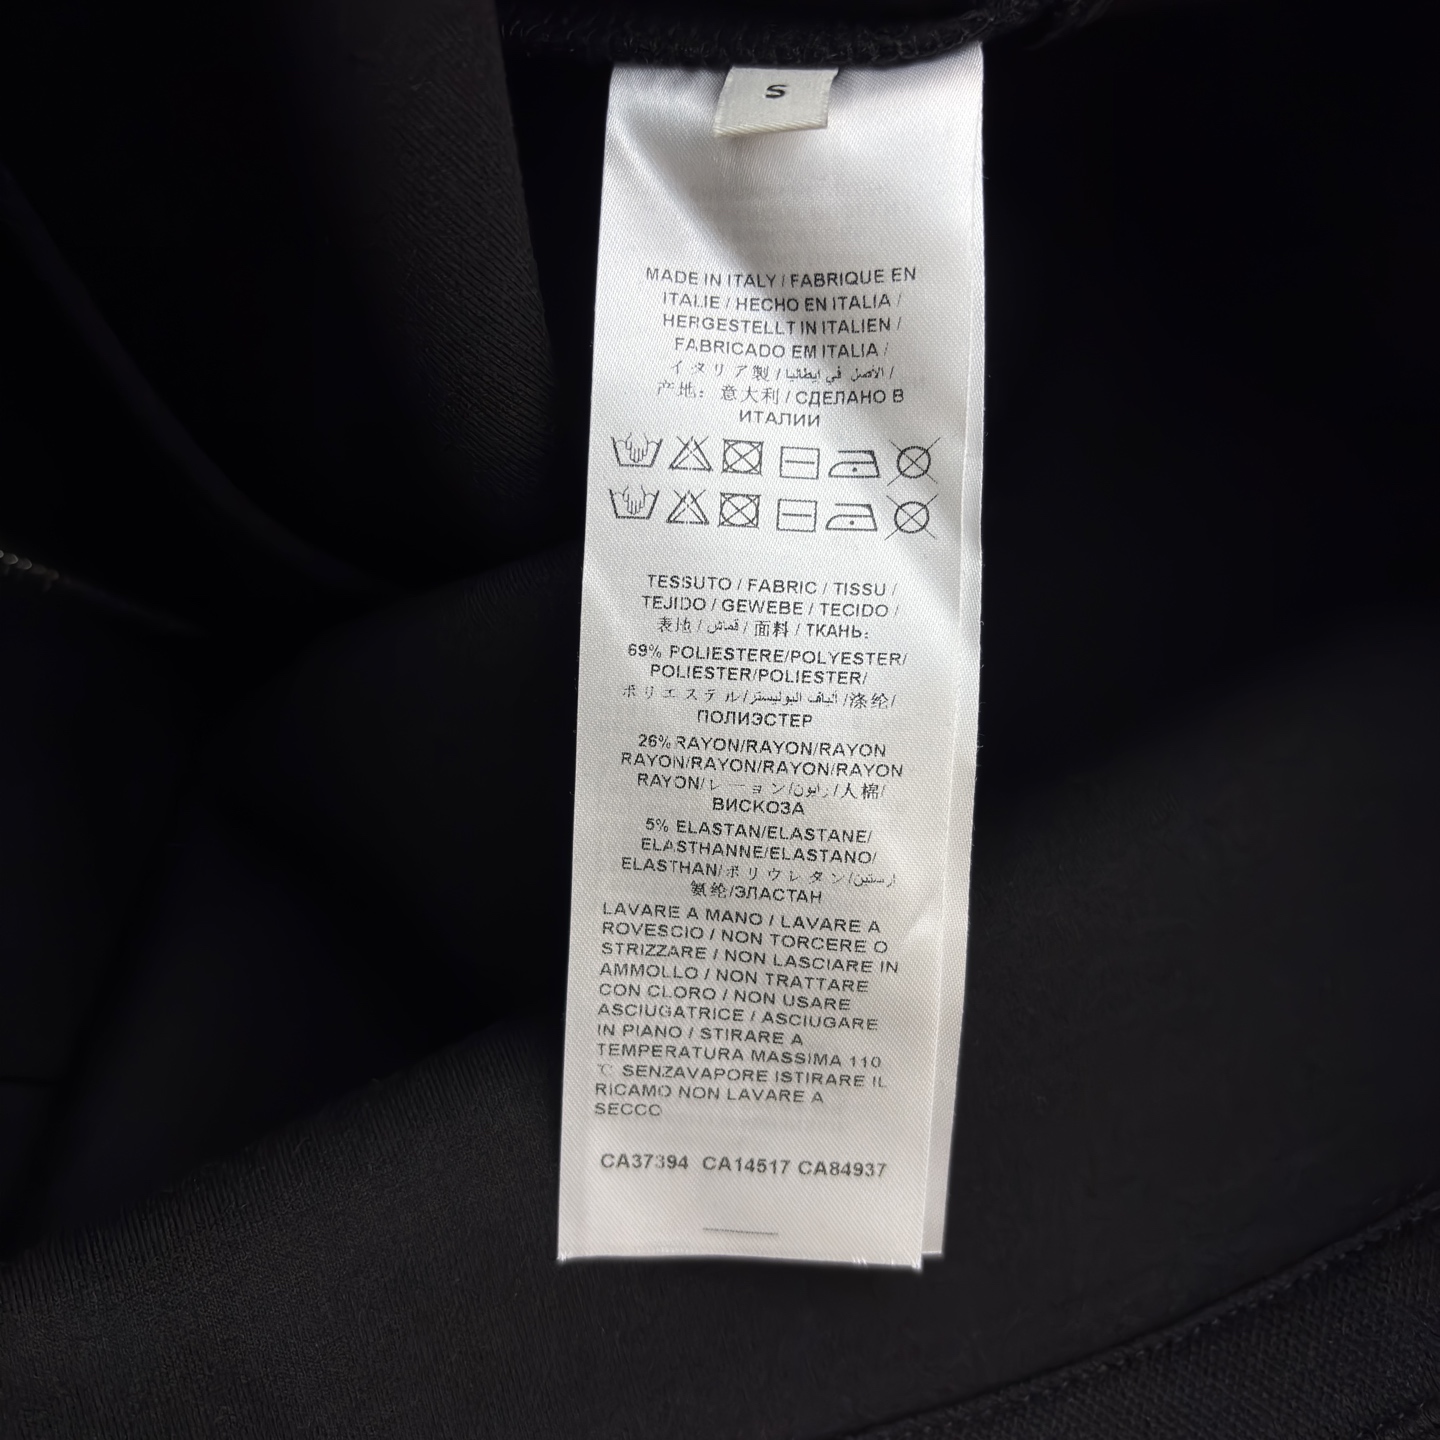 S
MADE IN ITALY / FABRIQUE EN
ITALIE / HECHO EN ITALIA /
HERGESTELLT IN ITALIEN /
FABRICADO EM ITALIA /
イタリア製 / الأصل في إيطاليا /
产地：意大利 / СДЕЛАНО В
ИТАЛИИ
TESSUTO / FABRIC / TISSU /
TEJIDO / GEWEBE / TECIDO /
表地 / قماش / 面料 / ТКАНЬ:
69% POLIESTERE/POLYESTER/
POLIESTER/POLIESTER/
ポリエステル/ألياف البوليستر/涤纶/
ПОЛИЭСТЕР
26% RAYON/RAYON/RAYON
RAYON/RAYON/RAYON/RAYON
RAYON/レーヨン/رايون/人棉/
ВИСКОЗА
5% ELASTAN/ELASTANE/
ELASTHANNE/ELASTANO/
ELASTHAN/ポリウレタン/
氨纶/ЭЛАСТАН
LAVARE A MANO / LAVARE A
ROVESCIO / NON TORCERE O
STRIZZARE / NON LASCIARE IN
AMMOLLO / NON TRATTARE
CON CLORO / NON USARE
ASCIUGATRICE / ASCIUGARE
IN PIANO / STIRARE A
TEMPERATURA MASSIMA 110
℃ SENZAVAPORE ISTIRARE IL
RICAMO NON LAVARE A
SECCO
CA37394 CA14517 CA84937